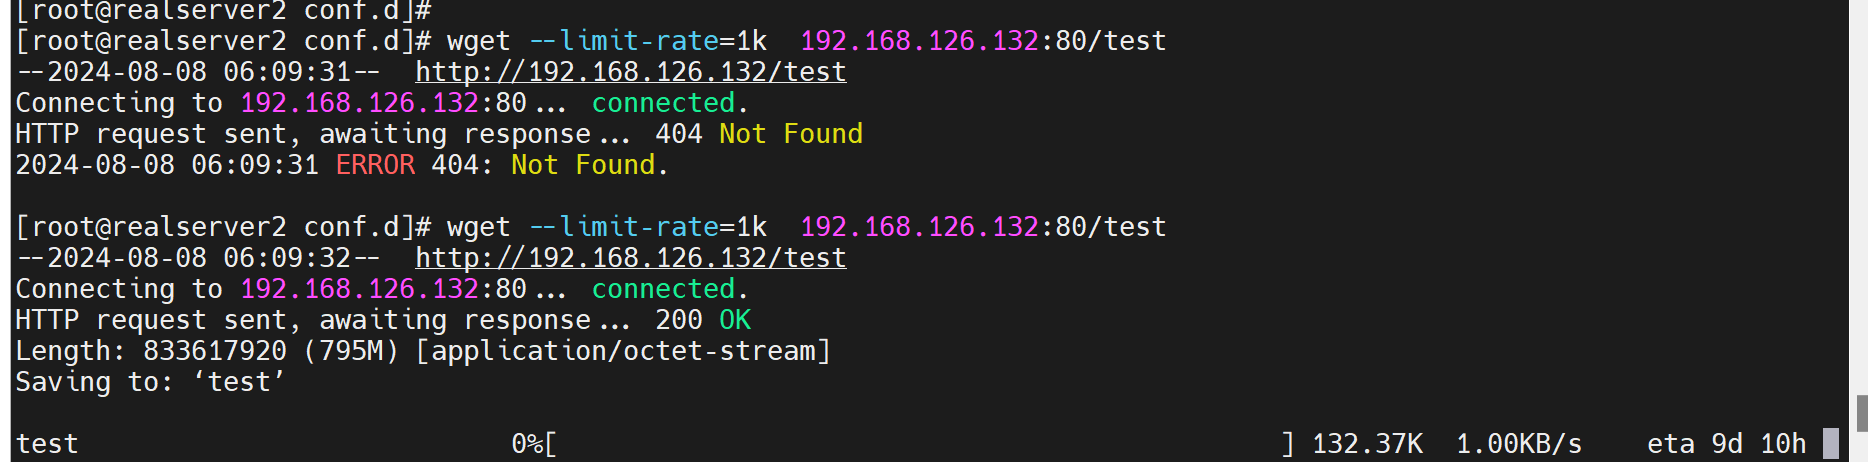 [root@realserver2 conf.d]#
[root@realserver2 conf.d]# wget --limit-rate=1k  192.168.126.132:80/test
--2024-08-08 06:09:31--  http://192.168.126.132/test
Connecting to 192.168.126.132:80... connected.
HTTP request sent, awaiting response... 404 Not Found
2024-08-08 06:09:31 ERROR 404: Not Found.
[root@realserver2 conf.d]# wget --limit-rate=1k  192.168.126.132:80/test
--2024-08-08 06:09:32--  http://192.168.126.132/test
Connecting to 192.168.126.132:80... connected.
HTTP request sent, awaiting response... 200 OK
Length: 833617920 (795M) [application/octet-stream]
Saving to: ‘test’
test 0%[ ] 132.37K 1.00KB/s eta 9d 10h